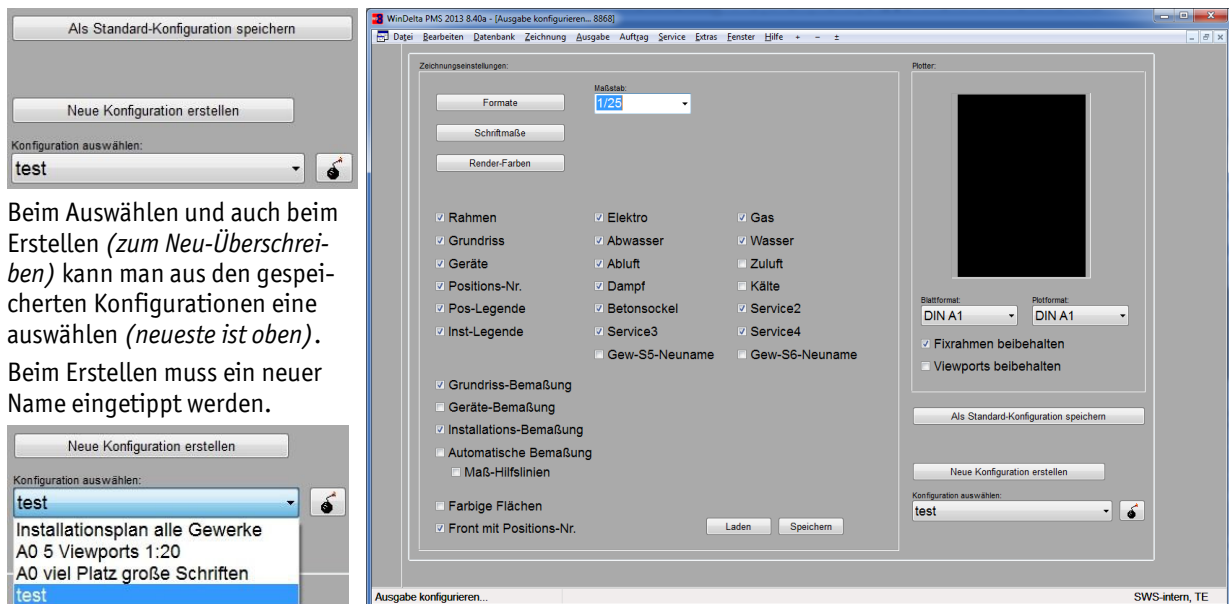 Als Standard-Konfiguration speichern
Neue Konfiguration erstellen
Konfiguration auswählen:
test
Beim Auswählen und auch beim
Erstellen (zum Neu-Überschrei-
ben) kann man aus den gespei-
cherten Konfigurationen eine
auswählen (neueste ist oben).
Beim Erstellen muss ein neuer
Name eingetippt werden.
Neue Konfiguration erstellen
Konfiguration auswählen:
test
Installationsplan alle Gewerke
A0 5 Viewports 1:20
A0 viel Platz große Schriften
test
WinDelta PMS 2013 8.40a - [Ausgabe konfigurieren... 8868]
Datei Bearbeiten Datenbank Zeichnung Ausgabe Auftrag Service Extras Fenster Hilfe + – ±
Zeichnungseinstellungen:
Formate
Maßstab:
1/25
Schriftmaße
Render-Farben
Rahmen Elektro Gas
Grundriss Abwasser Wasser
Geräte Abluft Zuluft
Positions-Nr. Dampf Kälte
Pos-Legende Betonsockel Service2
Inst-Legende Service3 Service4
Gew-S5-Neuname Gew-S6-Neuname
Grundriss-Bemaßung
Geräte-Bemaßung
Installations-Bemaßung
Automatische Bemaßung
Maß-Hilfslinien
Farbige Flächen
Front mit Positions-Nr.
Laden Speichern
Plotter:
Blattformat: Plotformat:
DIN A1 DIN A1
Fixrahmen beibehalten
Viewports beibehalten
Als Standard-Konfiguration speichern
Neue Konfiguration erstellen
Konfiguration auswählen:
test
Ausgabe konfigurieren... SWS-intern, TE